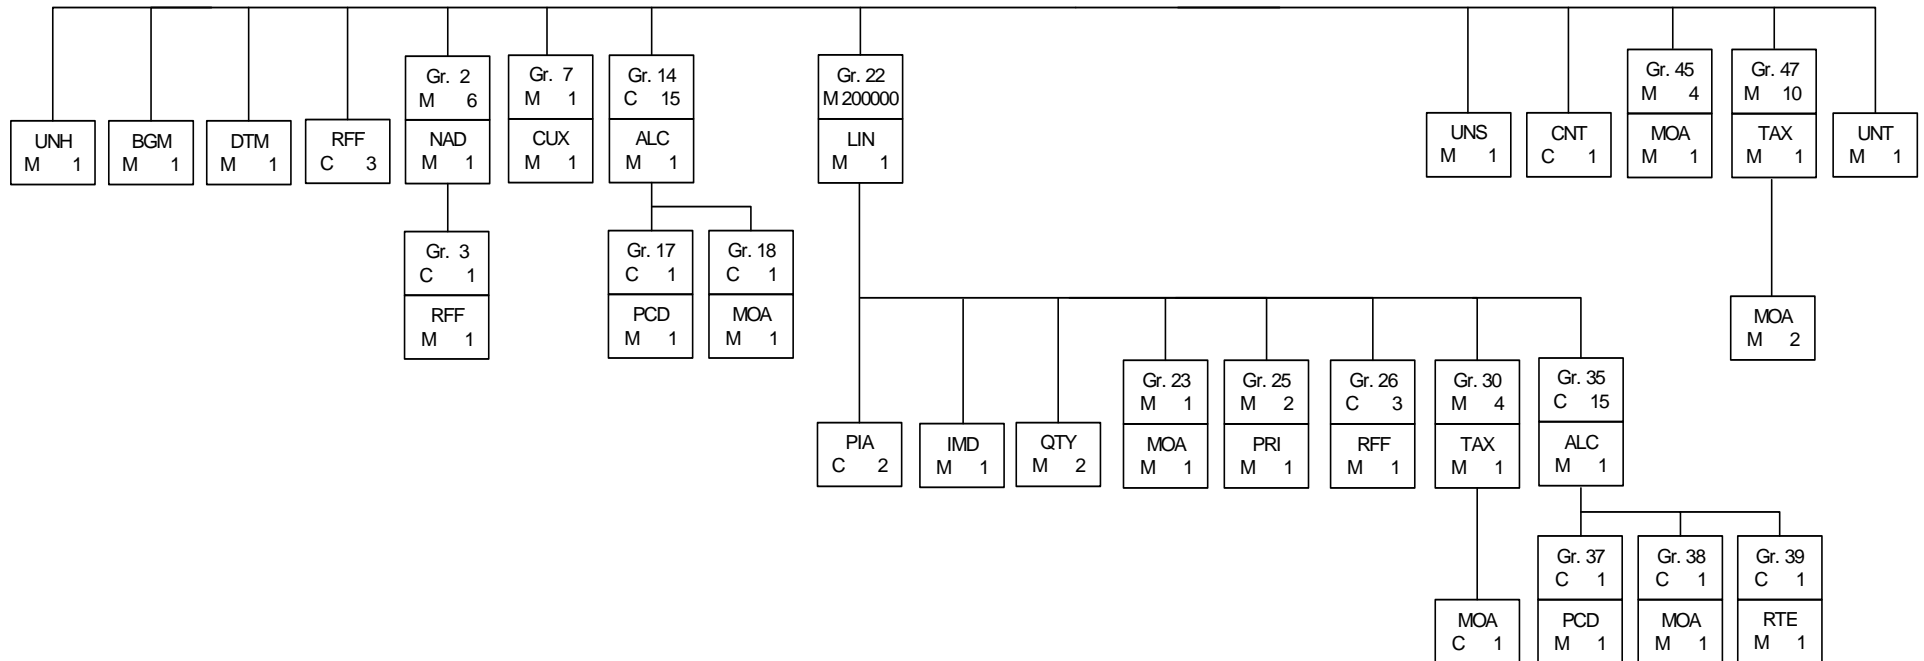 Gr. 2
M 6
Gr. 7
M 1
Gr. 14
C 15
Gr. 22
M 200000
Gr. 45
M 4
Gr. 47
M 10
UNH
M 1
BGM
M 1
DTM
M 1
RFF
C 3
NAD
M 1
CUX
M 1
ALC
M 1
LIN
M 1
UNS
M 1
CNT
C 1
MOA
M 1
TAX
M 1
UNT
M 1
Gr. 3
C 1
RFF
M 1
Gr. 17
C 1
PCD
M 1
Gr. 18
C 1
MOA
M 1
MOA
M 2
PIA
C 2
IMD
M 1
QTY
M 2
Gr. 23
M 1
MOA
M 1
Gr. 25
M 2
PRI
M 1
Gr. 26
C 3
RFF
M 1
Gr. 30
M 4
TAX
M 1
Gr. 35
C 15
ALC
M 1
MOA
C 1
Gr. 37
C 1
PCD
M 1
Gr. 38
C 1
MOA
M 1
Gr. 39
C 1
RTE
M 1